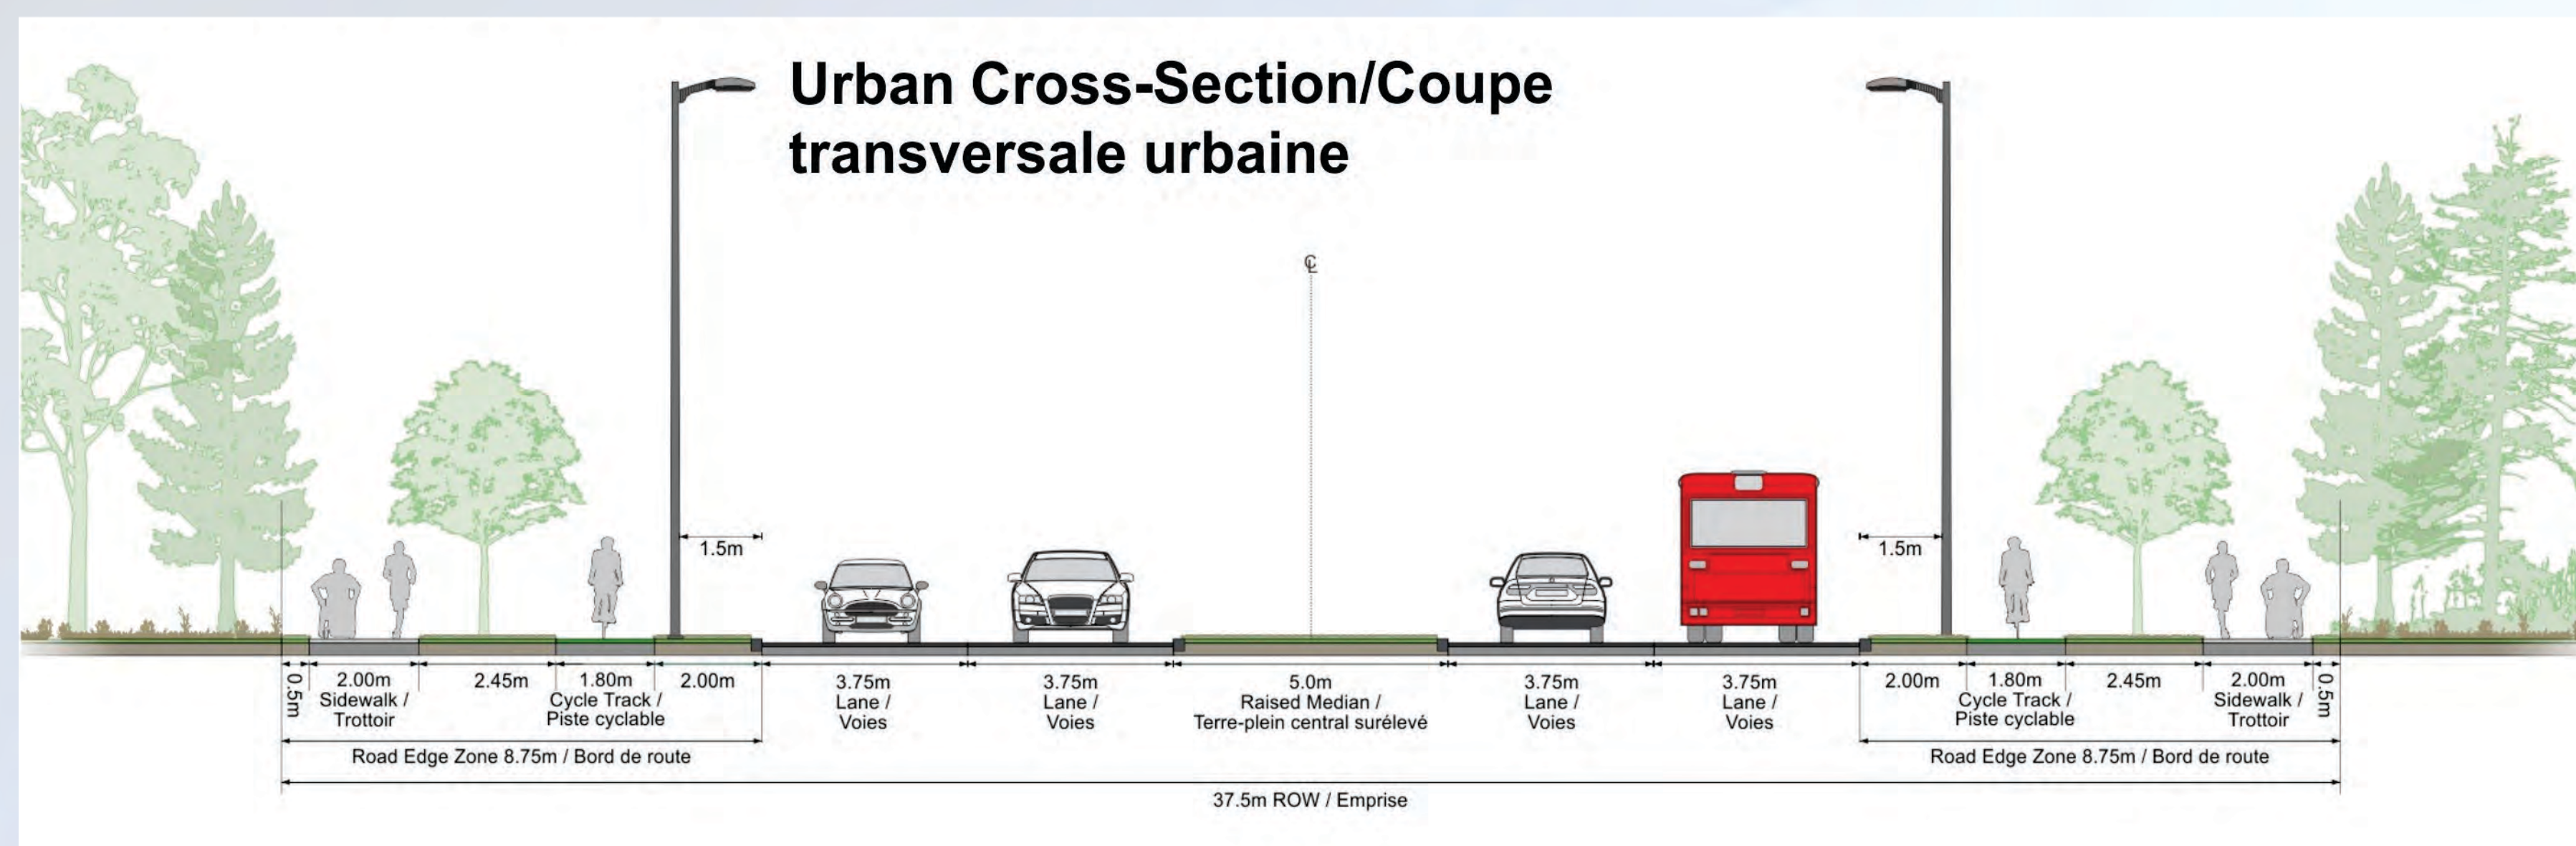 Urban Cross-Section/Coupe
transversale urbaine
℄
1.5m
1.5m
0.5m
2.00m
Sidewalk /
Trottoir
2.45m
1.80m
Cycle Track /
Piste cyclable
2.00m
3.75m
Lane /
Voies
3.75m
Lane /
Voies
5.0m
Raised Median /
Terre-plein central surélevé
3.75m
Lane /
Voies
3.75m
Lane /
Voies
2.00m
1.80m
Cycle Track /
Piste cyclable
2.45m
2.00m
Sidewalk /
Trottoir
0.5m
Road Edge Zone 8.75m / Bord de route
Road Edge Zone 8.75m / Bord de route
37.5m ROW / Emprise